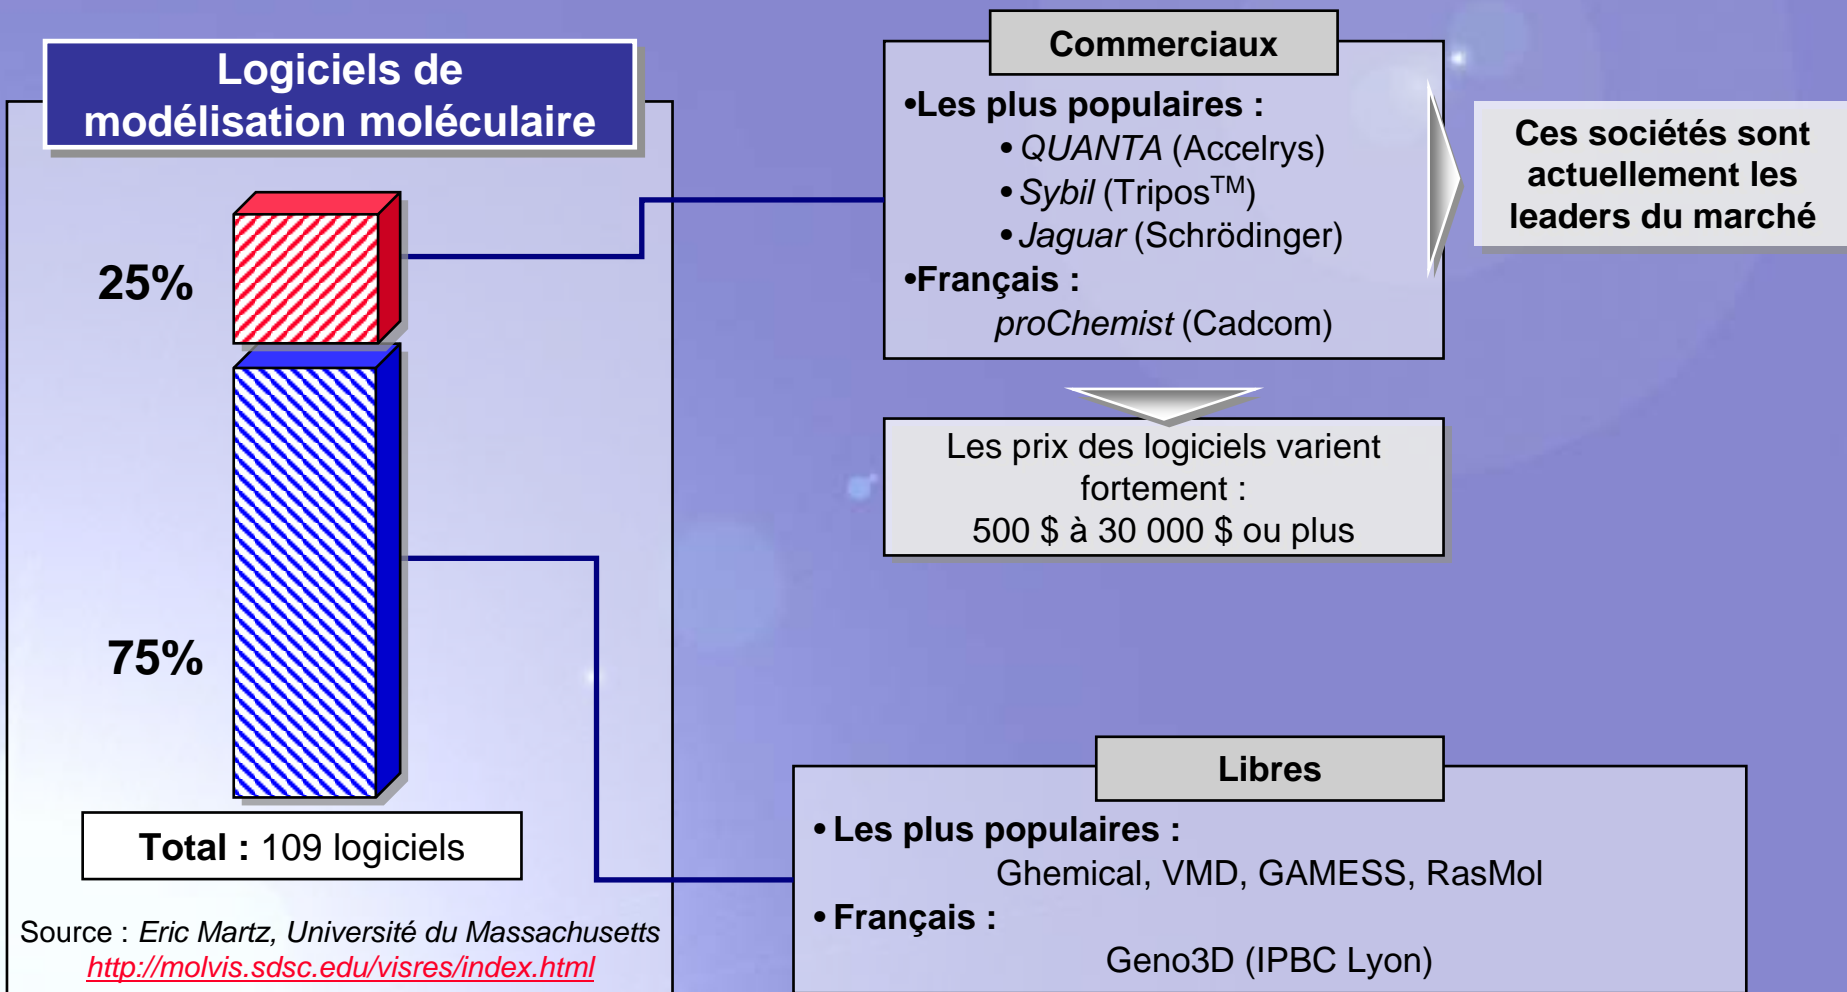 Logiciels de
modélisation moléculaire
25%
75%
Total : 109 logiciels
Source : Eric Martz, Université du Massachusetts
http://molvis.sdsc.edu/visres/index.html
Commerciaux
•Les plus populaires :
• QUANTA (Accelrys)
• Sybil (Tripos™)
• Jaguar (Schrödinger)
•Français :
proChemist (Cadcom)
Ces sociétés sont
actuellement les
leaders du marché
Les prix des logiciels varient
fortement :
500 $ à 30 000 $ ou plus
Libres
• Les plus populaires :
Ghemical, VMD, GAMESS, RasMol
• Français :
Geno3D (IPBC Lyon)